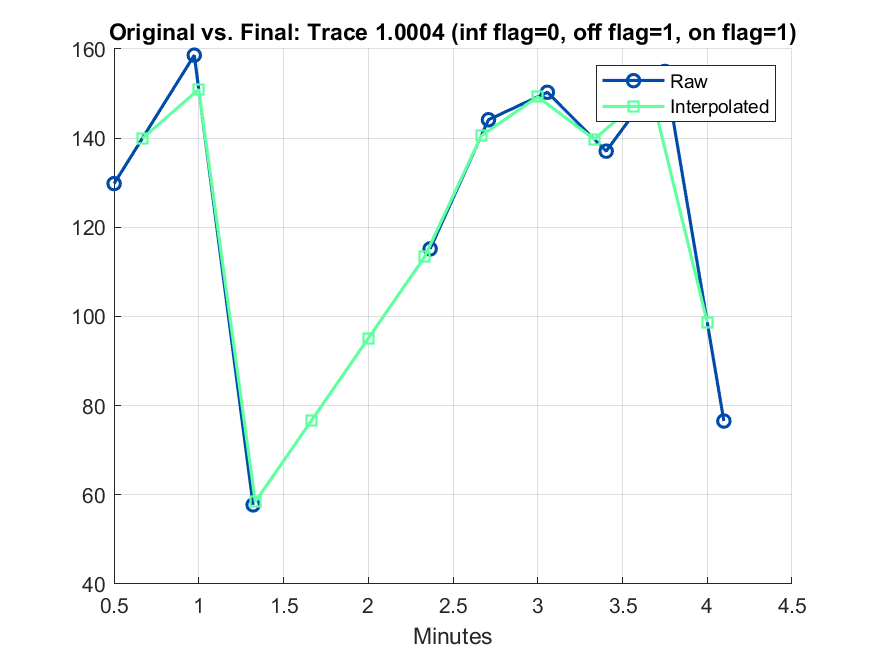 Original vs. Final: Trace 1.0004 (inf flag=0, off flag=1, on flag=1)
160
140
120
100
80
60
40
Raw
Interpolated
0.5 1 1.5 2 2.5 3 3.5 4 4.5
Minutes